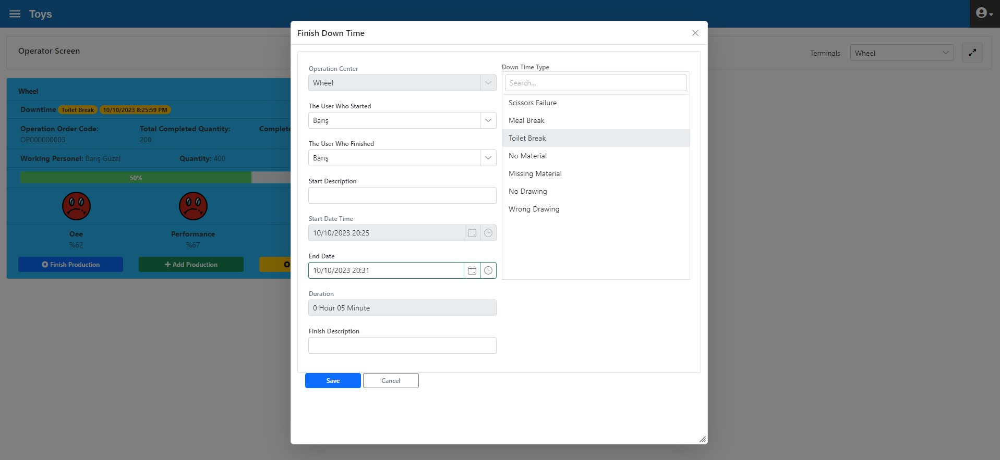 Toys
Operator Screen
Terminals
Wheel
Wheel
Downtime Toilet Break 10/10/2023 8:25:59 PM
Operation Order Code:
OP000000003
Total Completed Quantity:
200
Complete
Working Personel: Barış Güzel
Quantity: 400
50%
Oee
%62
Performance
%67
Finish Production
Add Production
Finish Down Time
Operation Center
Wheel
The User Who Started
Barış
The User Who Finished
Barış
Start Description
Start Date Time
10/10/2023 20:25
End Date
10/10/2023 20:31
Duration
0 Hour 05 Minute
Finish Description
Down Time Type
Search...
Scissors Failure
Meal Break
Toilet Break
No Material
Missing Material
No Drawing
Wrong Drawing
Save
Cancel